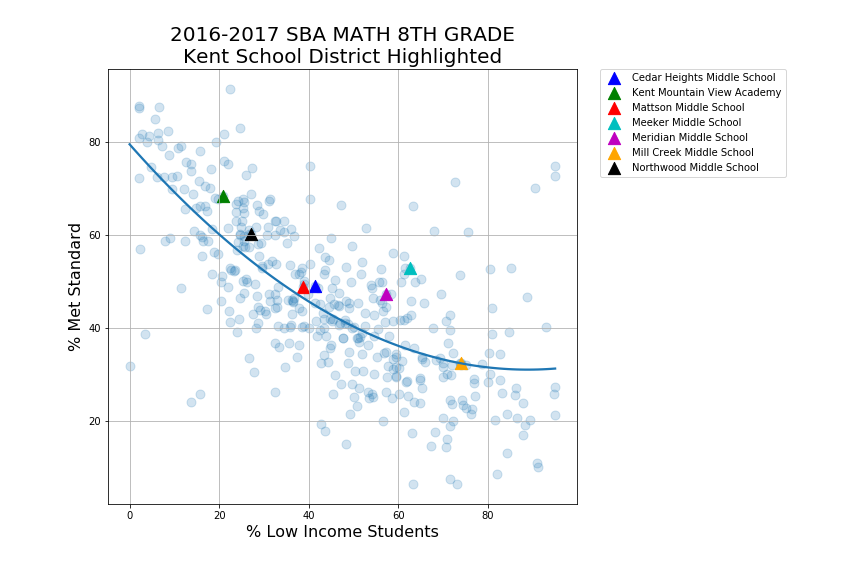 2016-2017 SBA MATH 8TH GRADE
Kent School District Highlighted
Cedar Heights Middle School
Kent Mountain View Academy
Mattson Middle School
Meeker Middle School
Meridian Middle School
Mill Creek Middle School
Northwood Middle School
% Met Standard
80
60
40
20
0 20 40 60 80
% Low Income Students